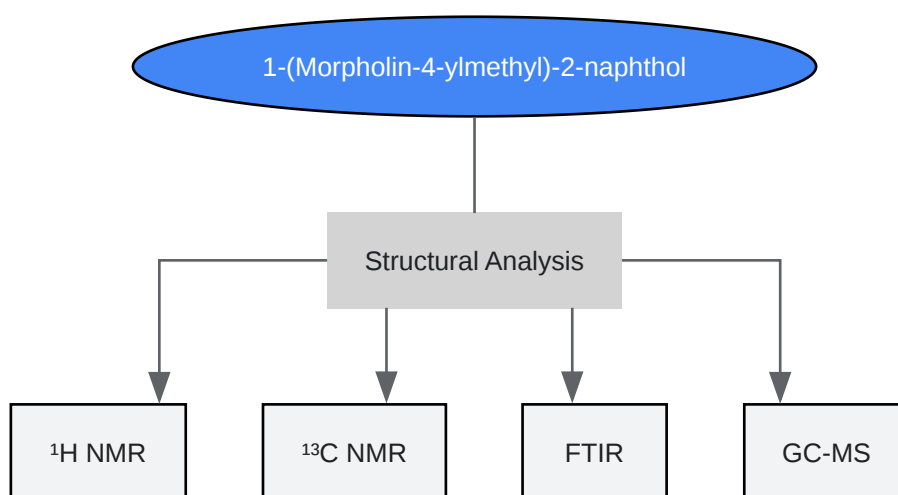 1-(Morpholin-4-ylmethyl)-2-naphthol
Structural Analysis
¹H NMR
¹³C NMR
FTIR
GC-MS